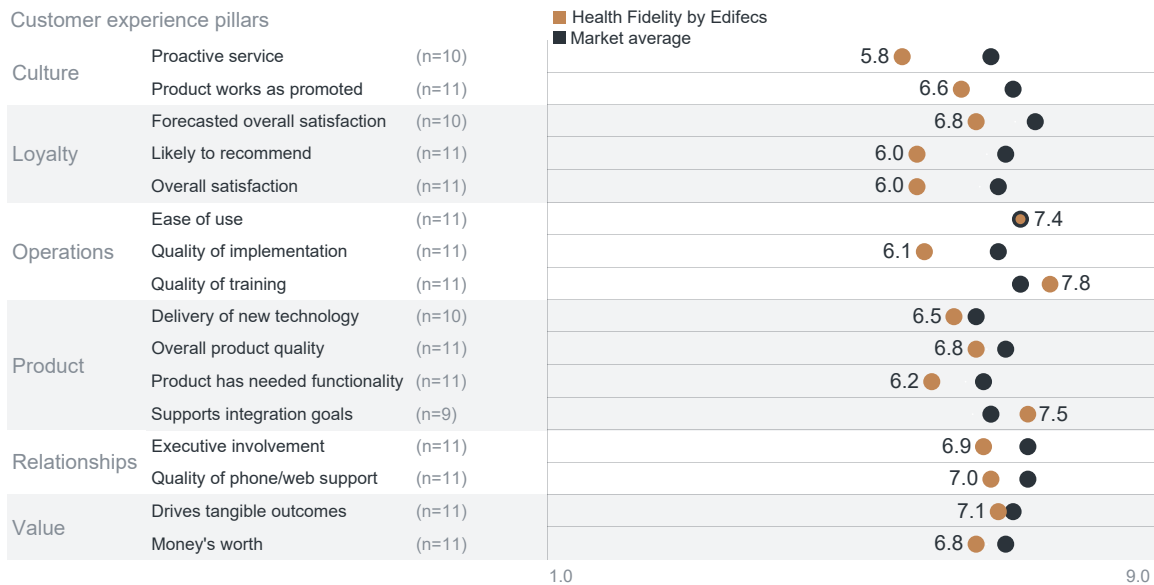 Customer experience pillars
Health Fidelity by Edifecs
Market average
Culture
Proactive service (n=10) 5.8
Product works as promoted (n=11) 6.6
Loyalty
Forecasted overall satisfaction (n=10) 6.8
Likely to recommend (n=11) 6.0
Overall satisfaction (n=11) 6.0
Operations
Ease of use (n=11) 7.4
Quality of implementation (n=11) 6.1
Quality of training (n=11) 7.8
Product
Delivery of new technology (n=10) 6.5
Overall product quality (n=11) 6.8
Product has needed functionality (n=11) 6.2
Supports integration goals (n=9) 7.5
Relationships
Executive involvement (n=11) 6.9
Quality of phone/web support (n=11) 7.0
Value
Drives tangible outcomes (n=11) 7.1
Money's worth (n=11) 6.8
1.0 9.0